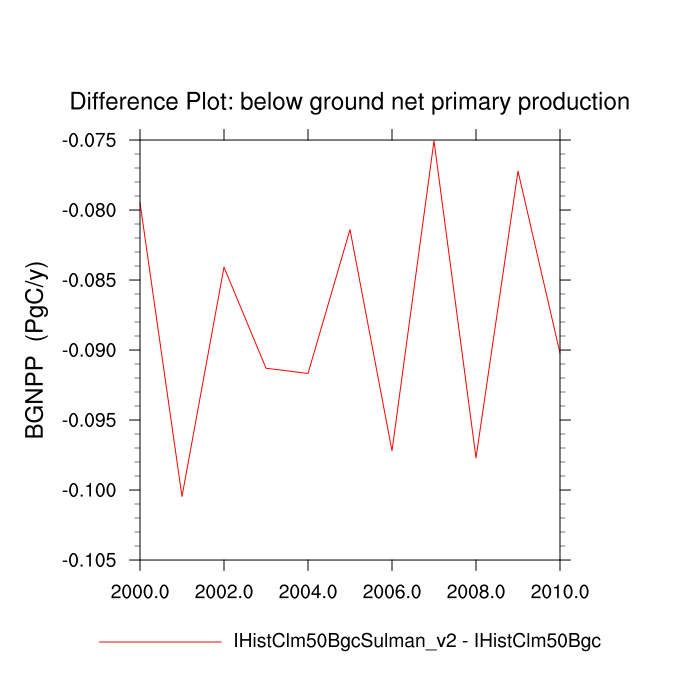 Difference Plot: below ground net primary production
BGNPP (PgC/y)
-0.075
-0.080
-0.085
-0.090
-0.095
-0.100
-0.105
2000.0 2002.0 2004.0 2006.0 2008.0 2010.0
IHistClm50BgcSulman_v2 - IHistClm50Bgc